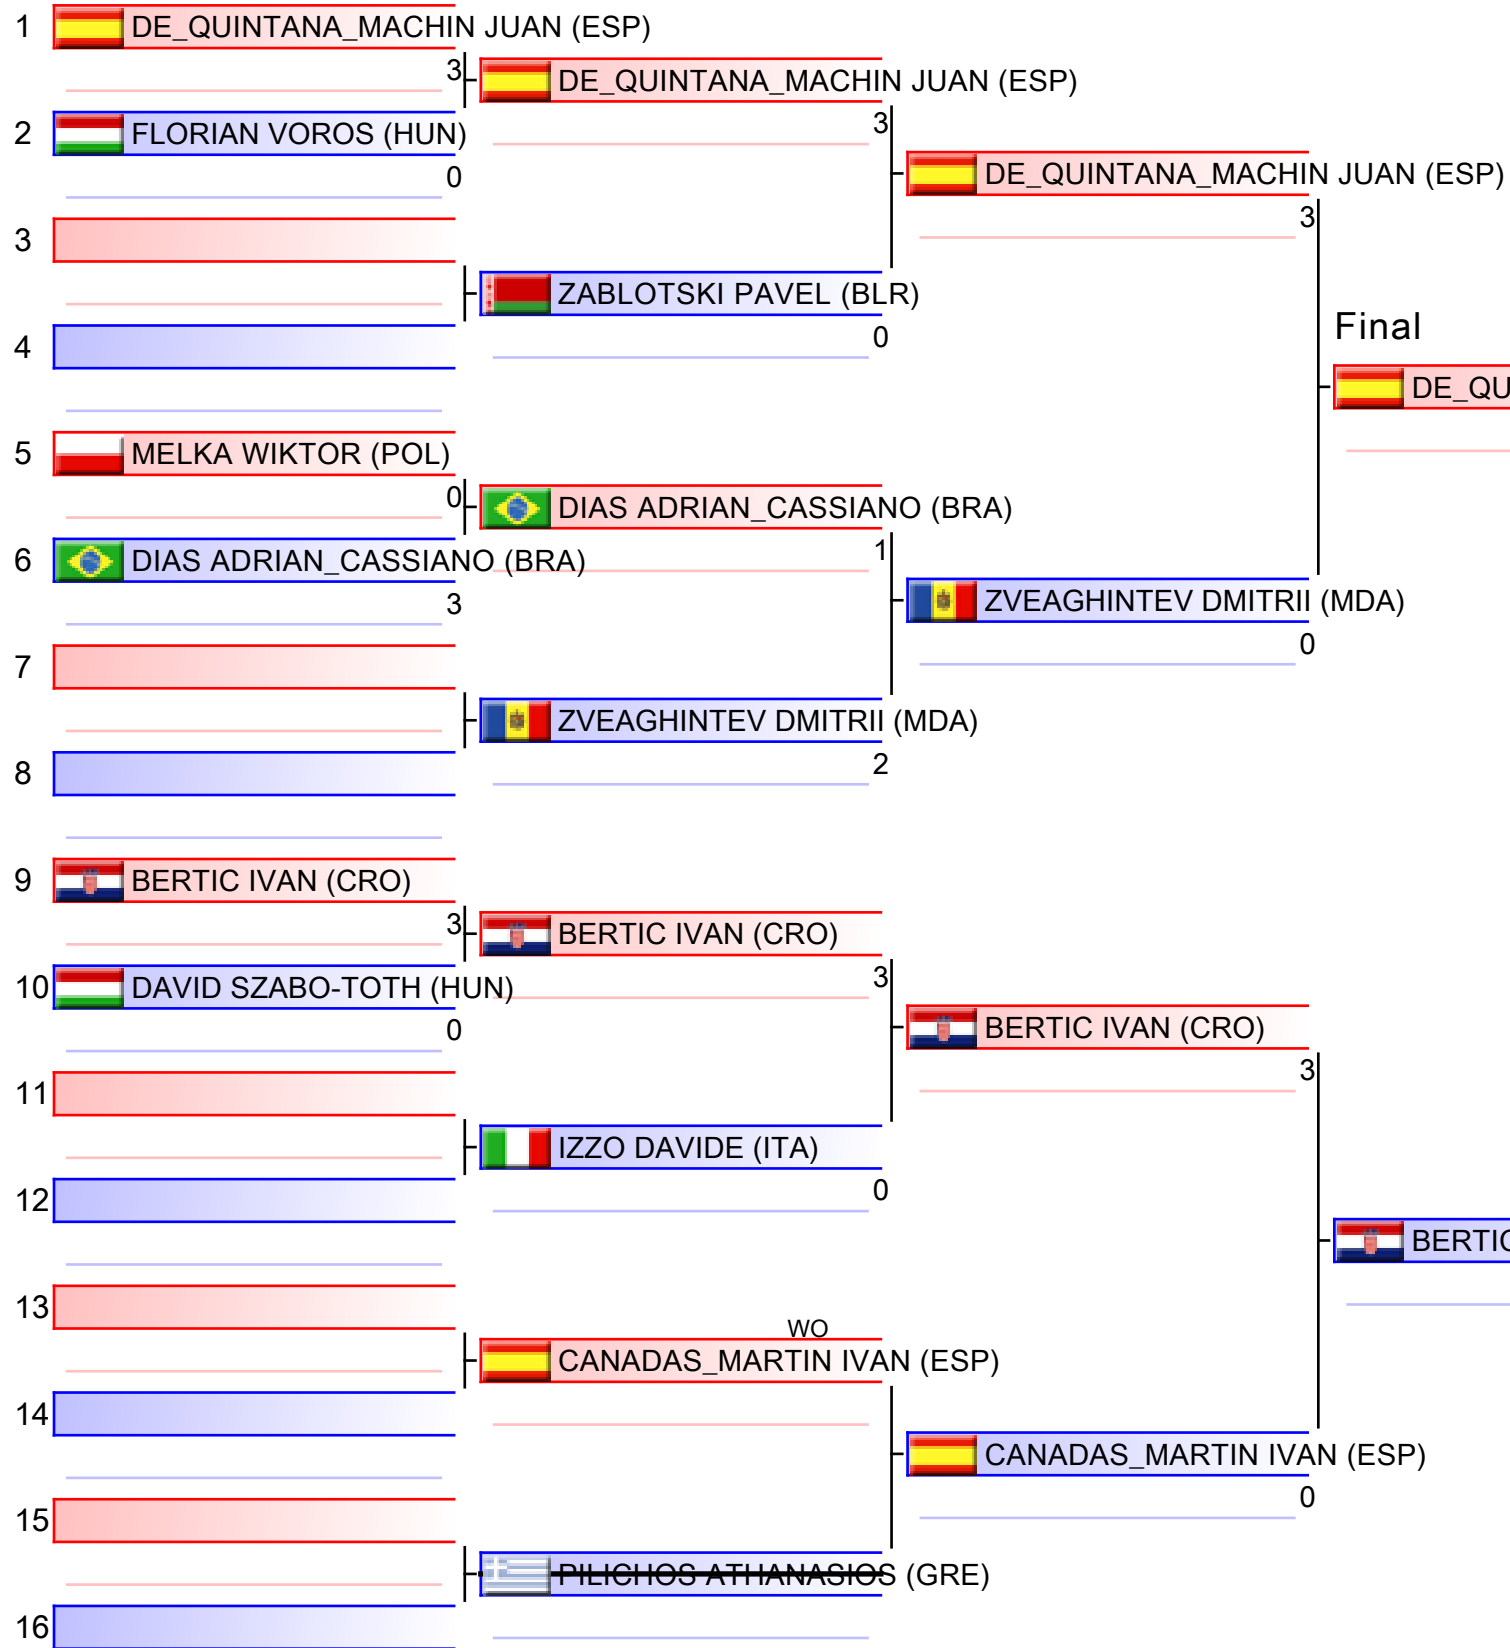 1 DE_QUINTANA_MACHIN JUAN (ESP)
3 DE_QUINTANA_MACHIN JUAN (ESP)
2 FLORIAN VOROS (HUN)
3
0
DE_QUINTANA_MACHIN JUAN (ESP)
3
3
ZABLOTSKI PAVEL (BLR)
0
4
Final
DE_QU
5 MELKA WIKTOR (POL)
0 DIAS ADRIAN_CASSIANO (BRA)
6 DIAS ADRIAN_CASSIANO (BRA)
1
3
ZVEAGHINTEV DMITRII (MDA)
0
7
ZVEAGHINTEV DMITRII (MDA)
2
8
9 BERTIC IVAN (CRO)
3 BERTIC IVAN (CRO)
10 DAVID SZABO-TOTH (HUN)
3
0
BERTIC IVAN (CRO)
3
11
IZZO DAVIDE (ITA)
0
12
BERTIC
13
WO
CANADAS_MARTIN IVAN (ESP)
14
CANADAS_MARTIN IVAN (ESP)
0
15
PILICHOS ATHANASIOS (GRE)
16